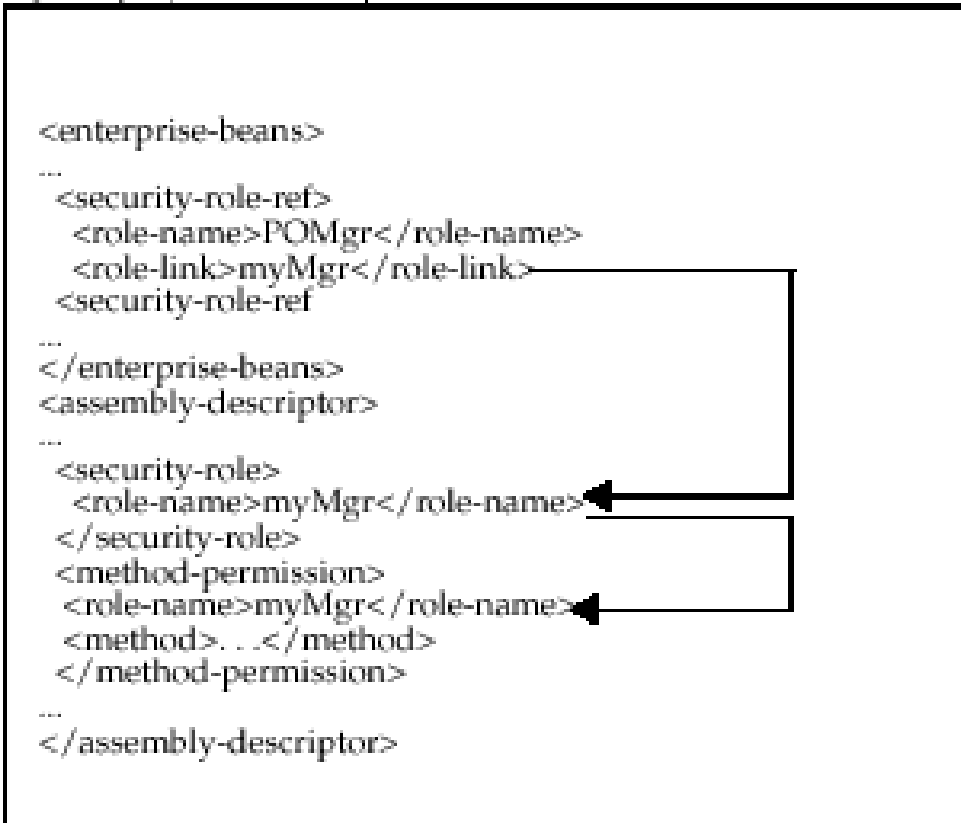 <enterprise-beans>
...
<security-role-ref>
<role-name>POMgr</role-name>
<role-link>myMgr</role-link>
<security-role-ref
...
</enterprise-beans>
<assembly-descriptor>
...
<security-role>
<role-name>myMgr</role-name>
</security-role>
<method-permission>
<role-name>myMgr</role-name>
<method>. . .</method>
</method-permission>
...
</assembly-descriptor>